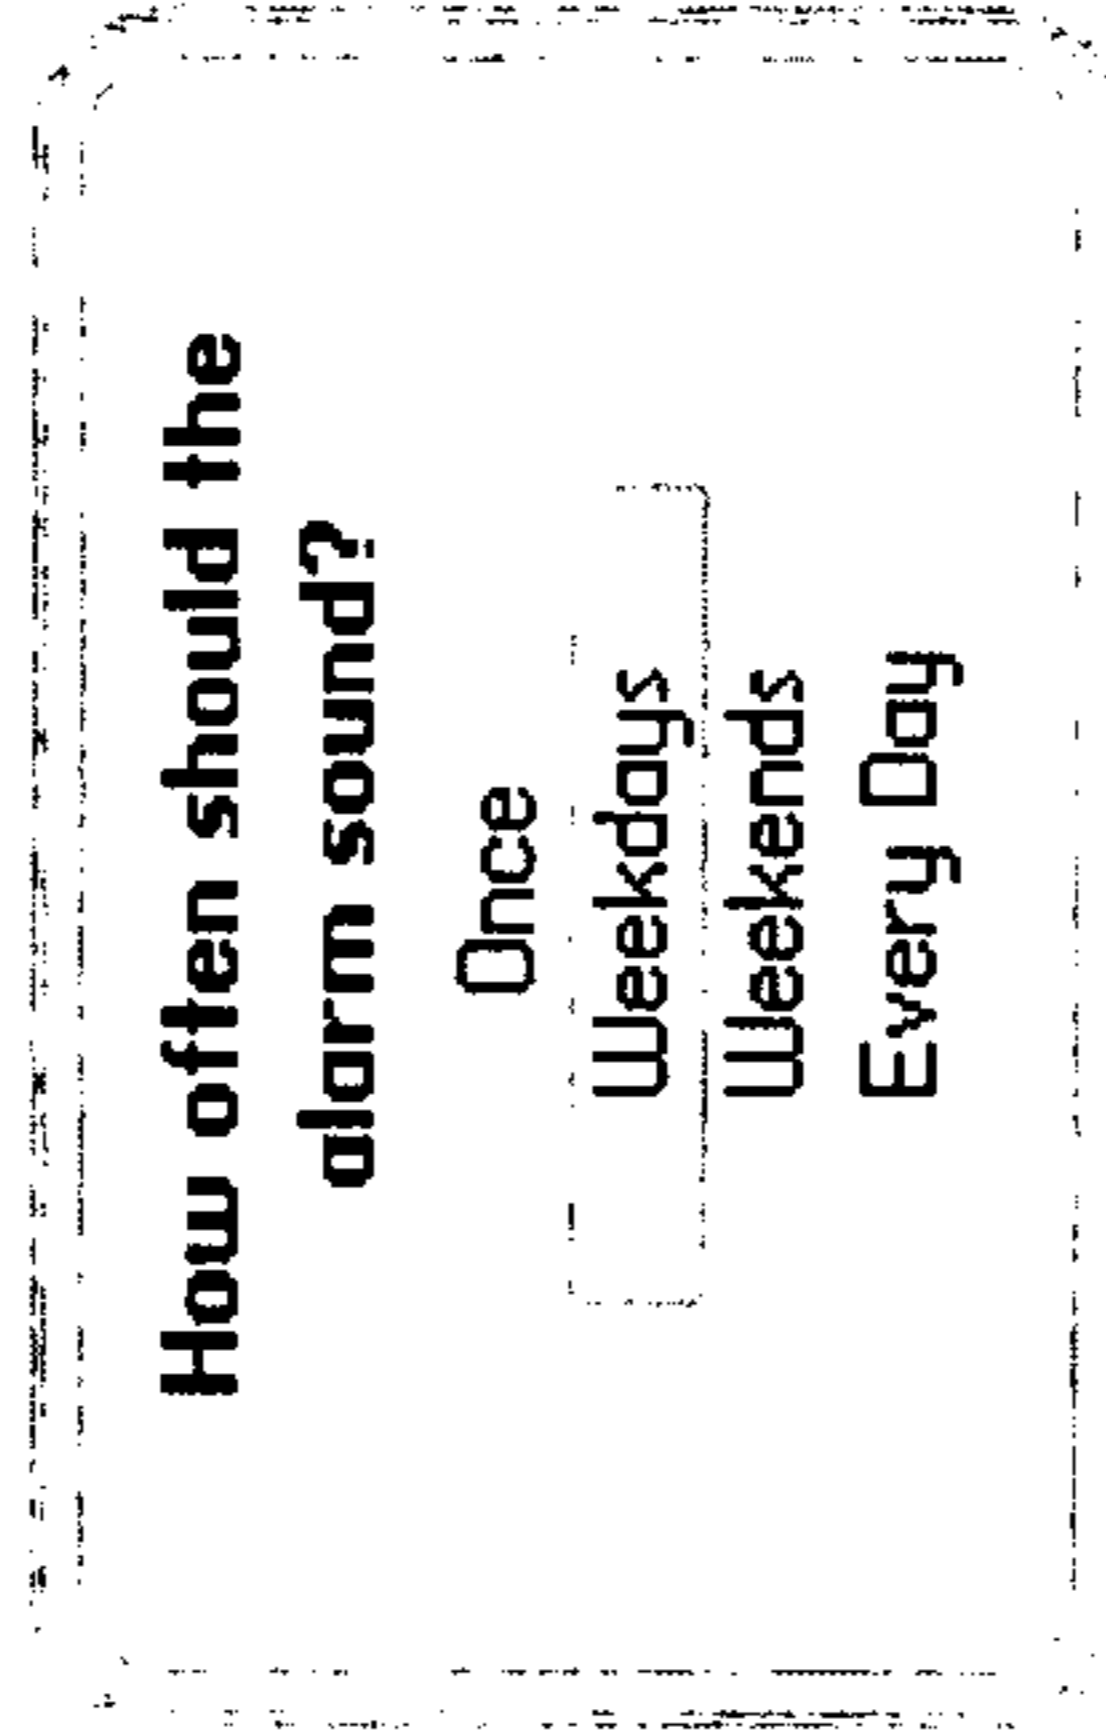 How often should the
alarm sound?
Once
Weekdays
Weekends
Every Day